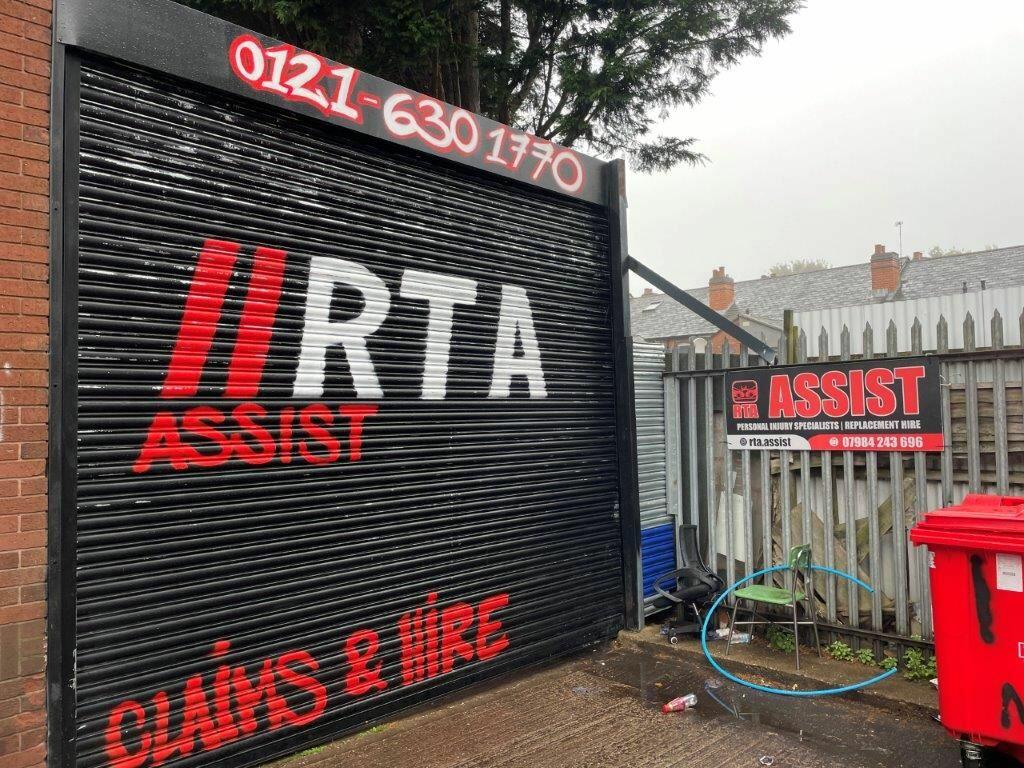 0121-630 1770
RTA
ASSIST
CLAIMS & HIRE
RTA ASSIST
PERSONAL INJURY SPECIALISTS | REPLACEMENT HIRE
rta.assist 07984 243 696